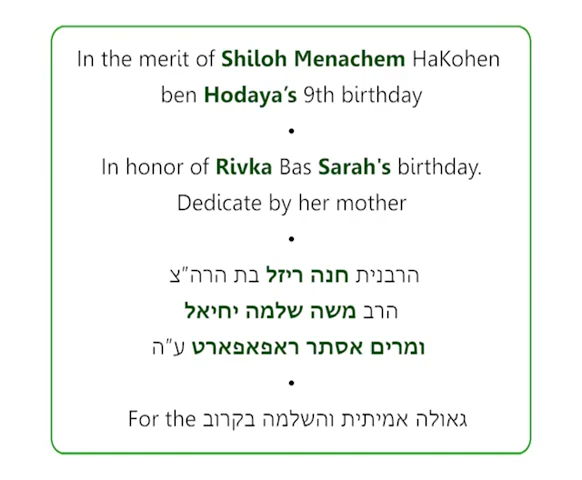 In the merit of Shiloh Menachem HaKohen
ben Hodaya’s 9th birthday
•
In honor of Rivka Bas Sarah's birthday.
Dedicate by her mother
•
הרבנית חנה ריזל בת הרה"צ
הרב משה שלמה יחיאל
ומרים אסתר ראפאפארט ע"ה
•
For the גאולה אמיתית והשלמה בקרוב